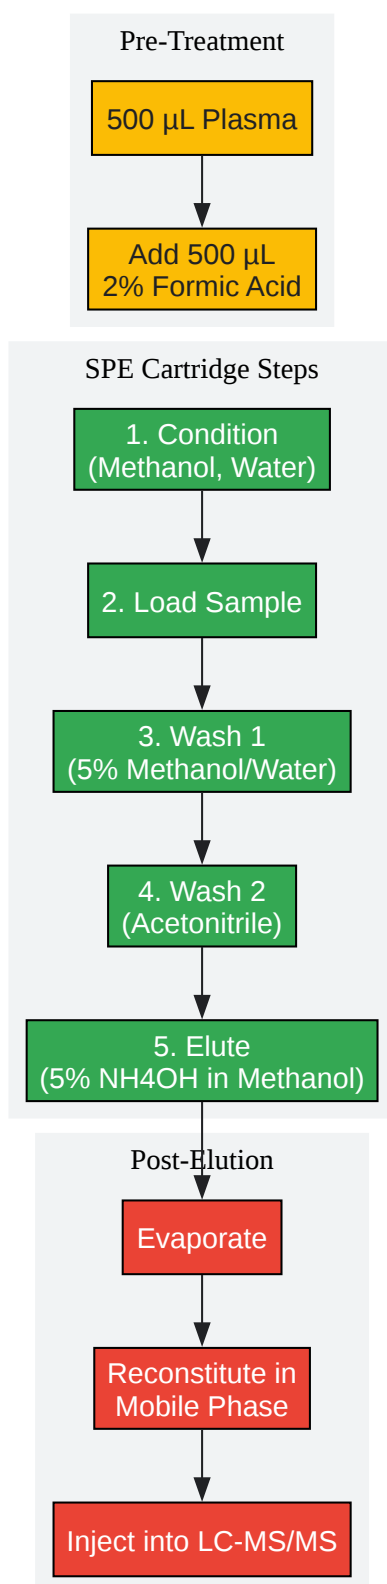 Pre-Treatment
500 µL Plasma
Add 500 µL
2% Formic Acid
SPE Cartridge Steps
1. Condition
(Methanol, Water)
2. Load Sample
3. Wash 1
(5% Methanol/Water)
4. Wash 2
(Acetonitrile)
5. Elute
(5% NH4OH in Methanol)
Post-Elution
Evaporate
Reconstitute in
Mobile Phase
Inject into LC-MS/MS